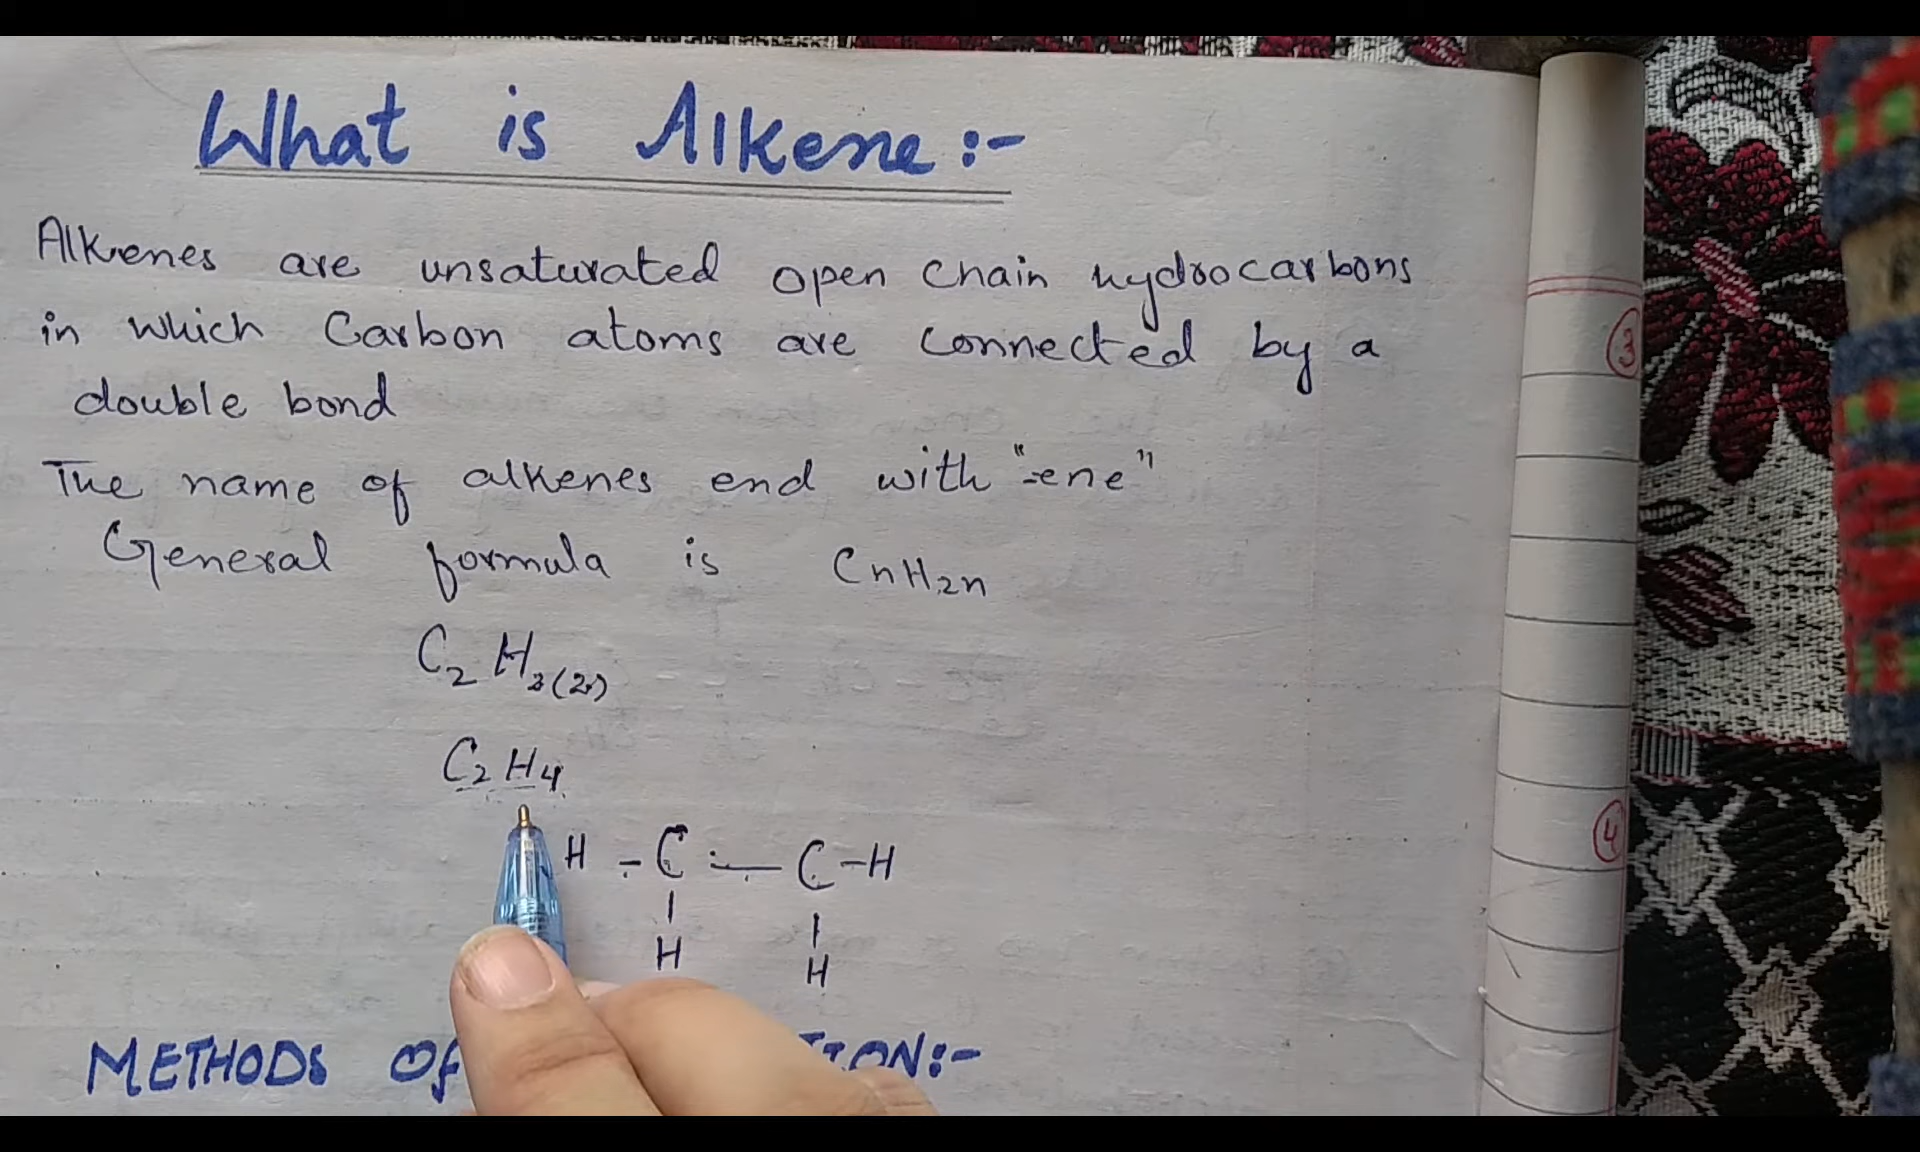 What is Alkene:-
Alkenes are unsaturated open chain hydrocarbons
in which Carbon atoms are connected by a
double bond
The name of alkenes end with "-ene"
General formula is CnH2n
C2 H2(2)
C2 H4
H - C — C - H
H H
METHODS OF
3
4